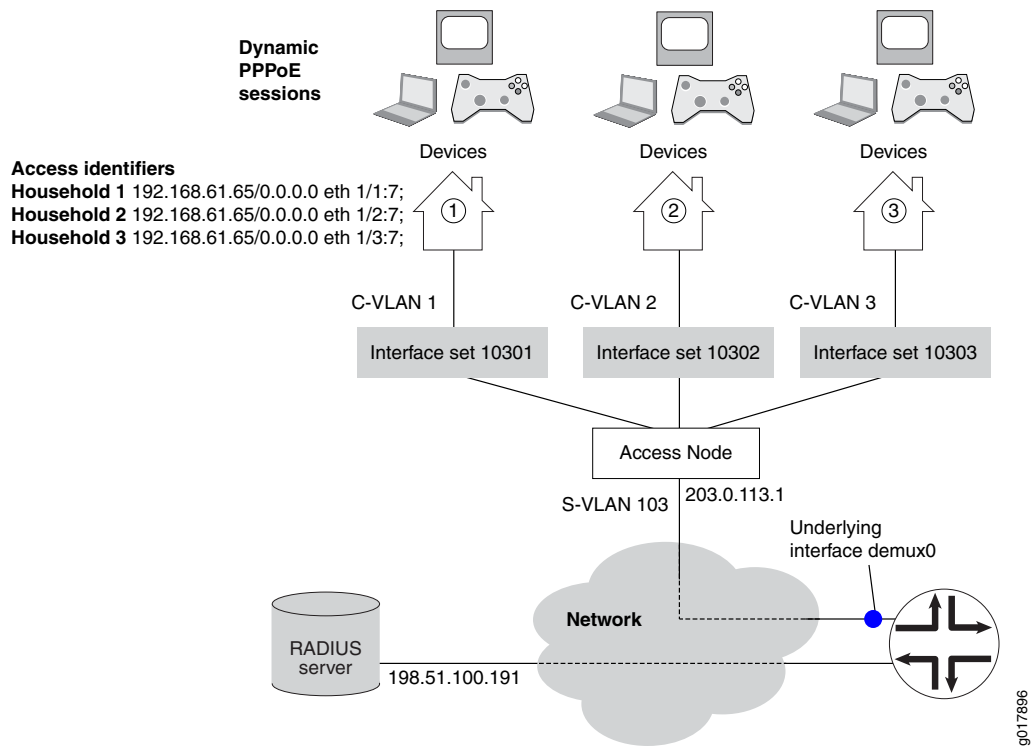 Dynamic
PPPoE
sessions
Devices
Devices
Devices
Access identifiers
Household 1 192.168.61.65/0.0.0.0 eth 1/1:7;
Household 2 192.168.61.65/0.0.0.0 eth 1/2:7;
Household 3 192.168.61.65/0.0.0.0 eth 1/3:7;
1
2
3
C-VLAN 1
C-VLAN 2
C-VLAN 3
Interface set 10301
Interface set 10302
Interface set 10303
Access Node
S-VLAN 103
203.0.113.1
Underlying
interface demux0
Network
RADIUS
server
198.51.100.191
g017896